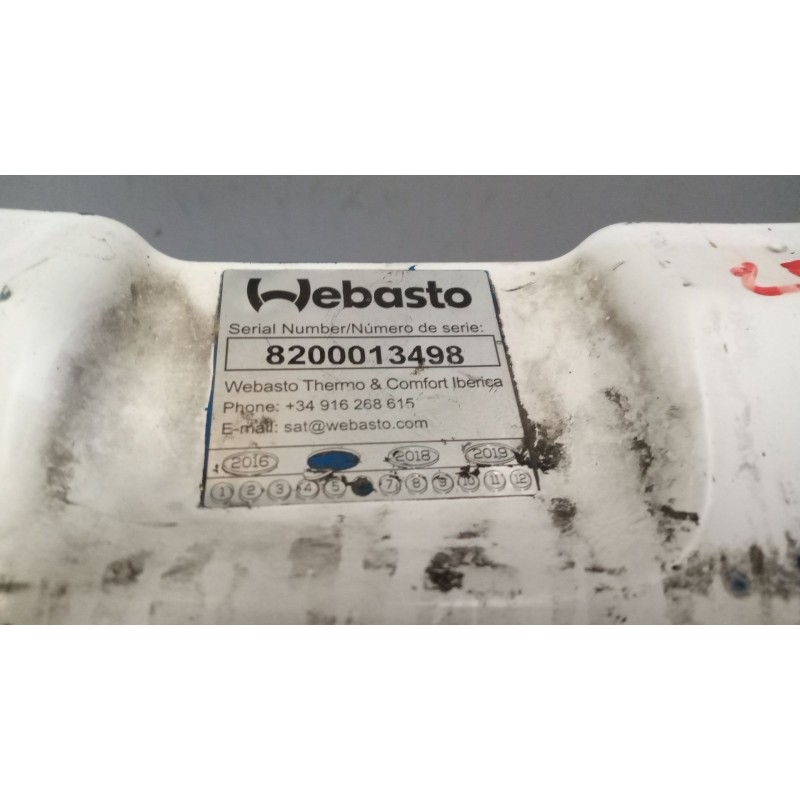 Webasto
Serial Number/Número de serie:
8200013498
Webasto Thermo & Comfort Ibérica
Phone: +34 916 268 615
E-mail: sat@webasto.com
2016 2018 2019
1 2 3 4 5 7 8 9 10 11 12